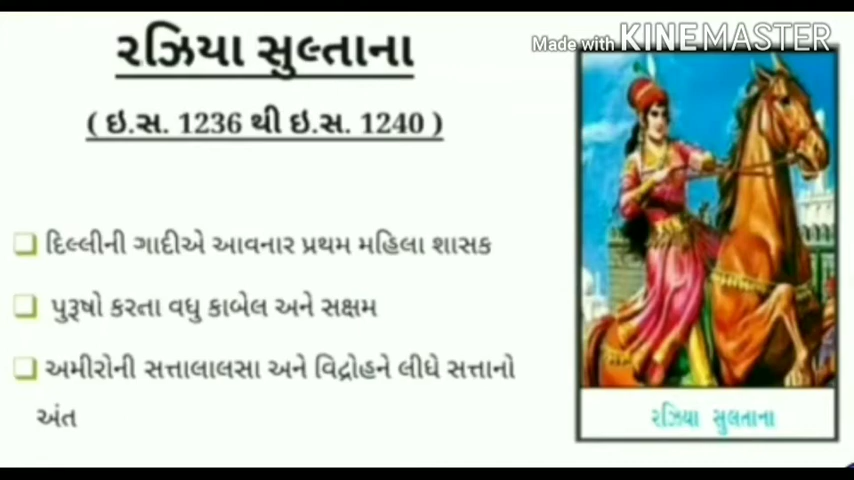 રઝિયા સુલ્તાના
Made with KINEMASTER
( ઇ.સ. 1236 થી ઇ.સ. 1240 )
દિલ્લીની ગાદીએ આવનાર પ્રથમ મહિલા શાસક
પુરૂષો કરતા વધુ કાબેલ અને સક્ષમ
અમીરોની સત્તાલાલસા અને વિદ્રોહને લીધે સત્તાનો
અંત
રઝિયા સુલતાના